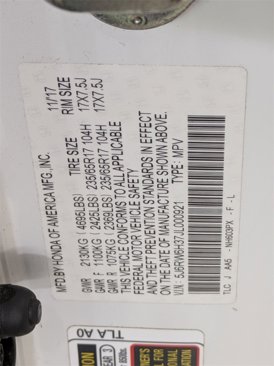 MFD.BY HONDA OF AMERICA MFG.,INC. 11/17
TIRE SIZE RIM SIZE
GVWR 2130KG (4695LBS)
GAWR F 1100KG (2425LBS) 235/65R17 104H 17X7.5J
GAWR R 1075KG (2369LBS) 235/65R17 104H 17X7.5J
THIS VEHICLE CONFORMS TO ALL APPLICABLE
FEDERAL MOTOR VEHICLE SAFETY
AND THEFT PREVENTION STANDARDS IN EFFECT
ON THE DATE OF MANUFACTURE SHOWN ABOVE.
V.I.N: 5J6RW6H37JL000921 TYPE: MPV
TLC J AA5 - NH603PX - F - L
TLA A0